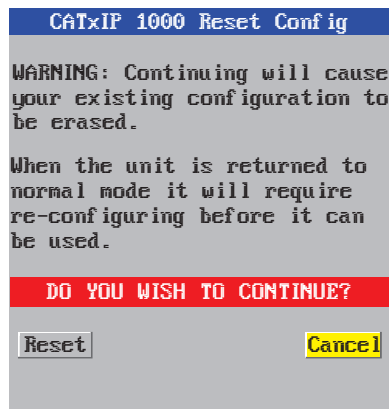 CATxIP 1000 Reset Config
WARNING: Continuing will cause
your existing configuration to
be erased.
When the unit is returned to
normal mode it will require
re-configuring before it can
be used.
DO YOU WISH TO CONTINUE?
Reset Cancel